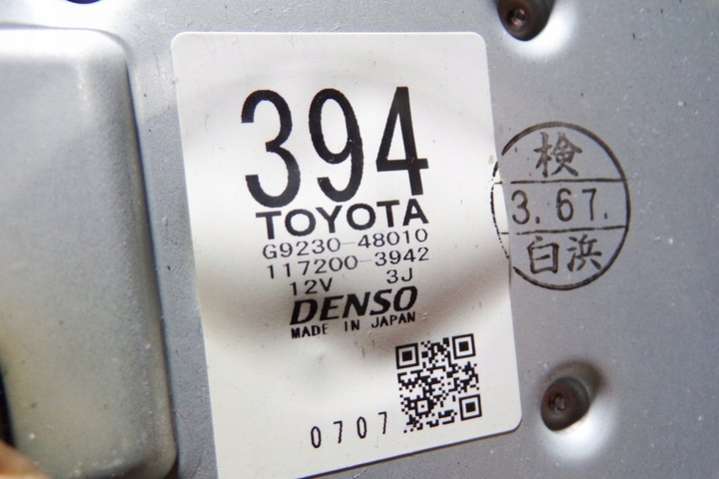 394
TOYOTA
G9230-48010
117200-3942
12V 3J
DENSO
MADE IN JAPAN
0707
検
3.67.
白浜